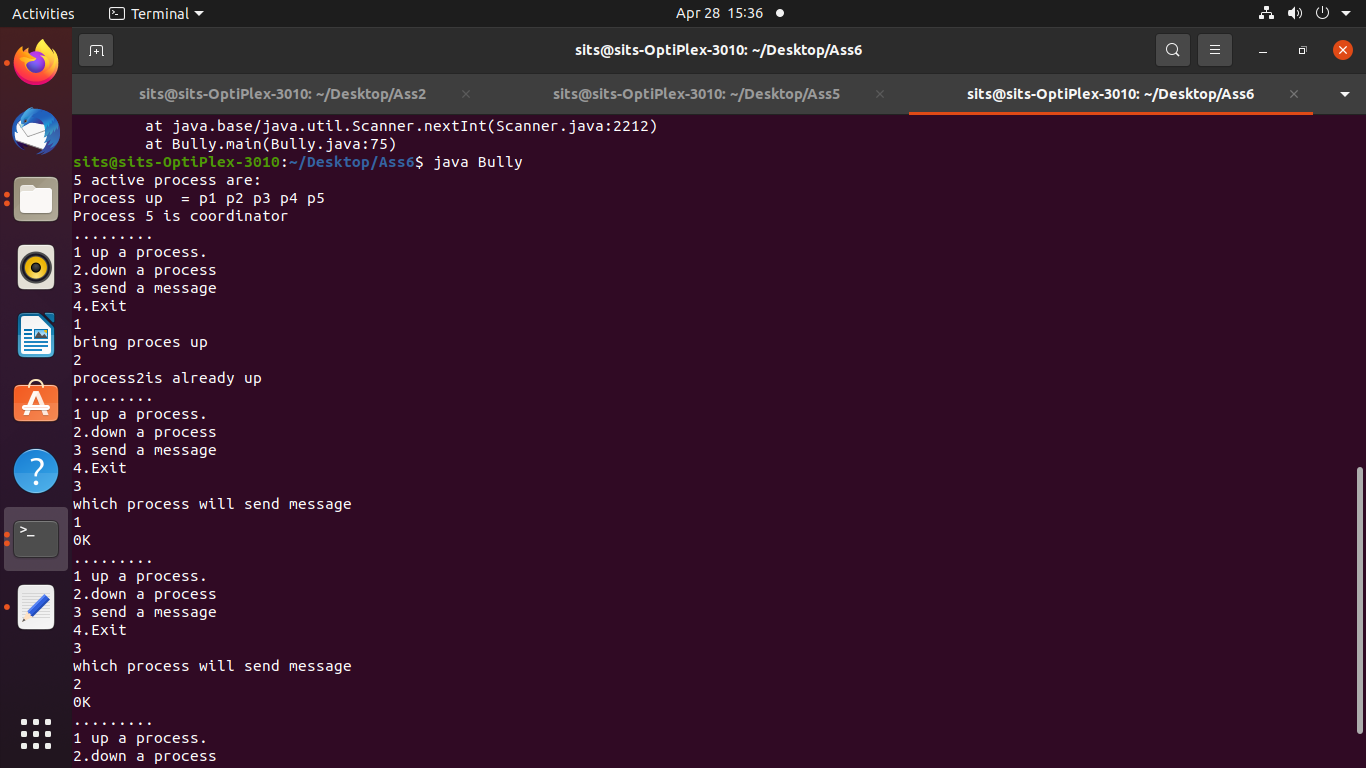 Activities
Terminal
Apr 28 15:36
sits@sits-OptiPlex-3010: ~/Desktop/Ass6
sits@sits-OptiPlex-3010: ~/Desktop/Ass2
sits@sits-OptiPlex-3010: ~/Desktop/Ass5
sits@sits-OptiPlex-3010: ~/Desktop/Ass6
at java.base/java.util.Scanner.nextInt(Scanner.java:2212)
at Bully.main(Bully.java:75)
sits@sits-OptiPlex-3010:~/Desktop/Ass6$ java Bully
5 active process are:
Process up  = p1 p2 p3 p4 p5
Process 5 is coordinator
.........
1 up a process.
2.down a process
3 send a message
4.Exit
1
bring proces up
2
process2is already up
.........
1 up a process.
2.down a process
3 send a message
4.Exit
3
which process will send message
1
0K
.........
1 up a process.
2.down a process
3 send a message
4.Exit
3
which process will send message
2
0K
.........
1 up a process.
2.down a process